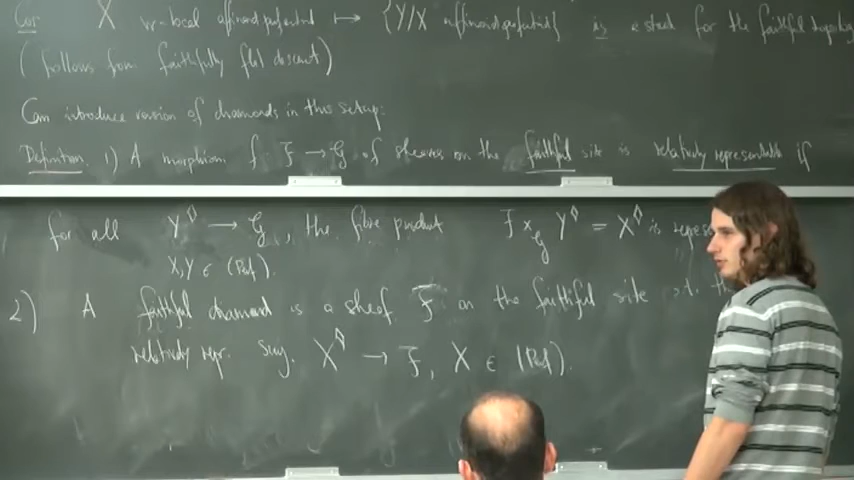 Cor X w-local affinoid perfectoid ↦ {Y/X affinoid perfectoid} is a stack for the faithful topology
(follows from faithfully flat descent)
Can introduce version of diamonds in this setup:
Definition. 1) A morphism f: F → G of sheaves on the faithful site is relatively representable if
for all Y^◊ → G, the fibre product F ×_G Y^◊ = X^◊ is repres
X, Y ∈ (Perf).
2) A faithful diamond is a sheaf F on the faithful site s.t.
relatively repr. surj. X^◊ → F, X ∈ (Perf).